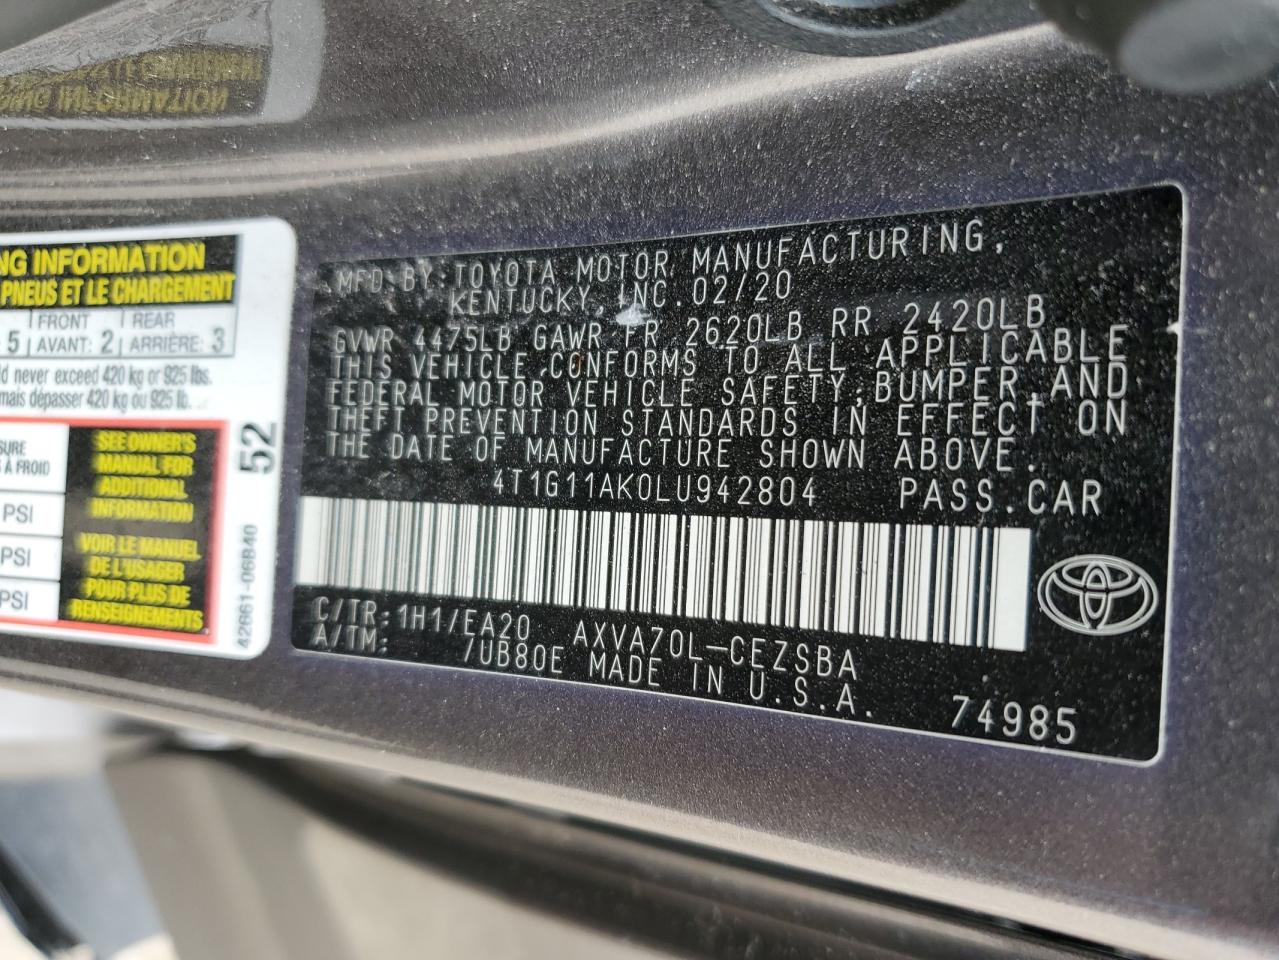 NG INFORMATION
PNEUS ET LE CHARGEMENT
5 FRONT 2 REAR 3
AVANT: ARRIÈRE:
d never exceed 420 kg or 925 lbs.
mais dépasser 420 kg ou 925 lb.
SURE
À FROID
PSI
PSI
PSI
SEE OWNER'S
MANUAL FOR
ADDITIONAL
INFORMATION
VOIR LE MANUEL
DE L'USAGER
POUR PLUS DE
RENSEIGNEMENTS
52
42661-06B40
MFD.BY:TOYOTA MOTOR MANUFACTURING,
KENTUCKY, INC.02/20
GVWR 4475LB GAWR FR 2620LB RR 2420LB
THIS VEHICLE CONFORMS TO ALL APPLICABLE
FEDERAL MOTOR VEHICLE SAFETY,BUMPER,AND
THEFT PREVENTION STANDARDS IN EFFECT ON
THE DATE OF MANUFACTURE SHOWN ABOVE.
4T1G11AK0LU942804 PASS.CAR
C/TR:1H1/EA20 AXVA70L-CEZSBA
A/TM: /UB80E MADE IN U.S.A.
74985